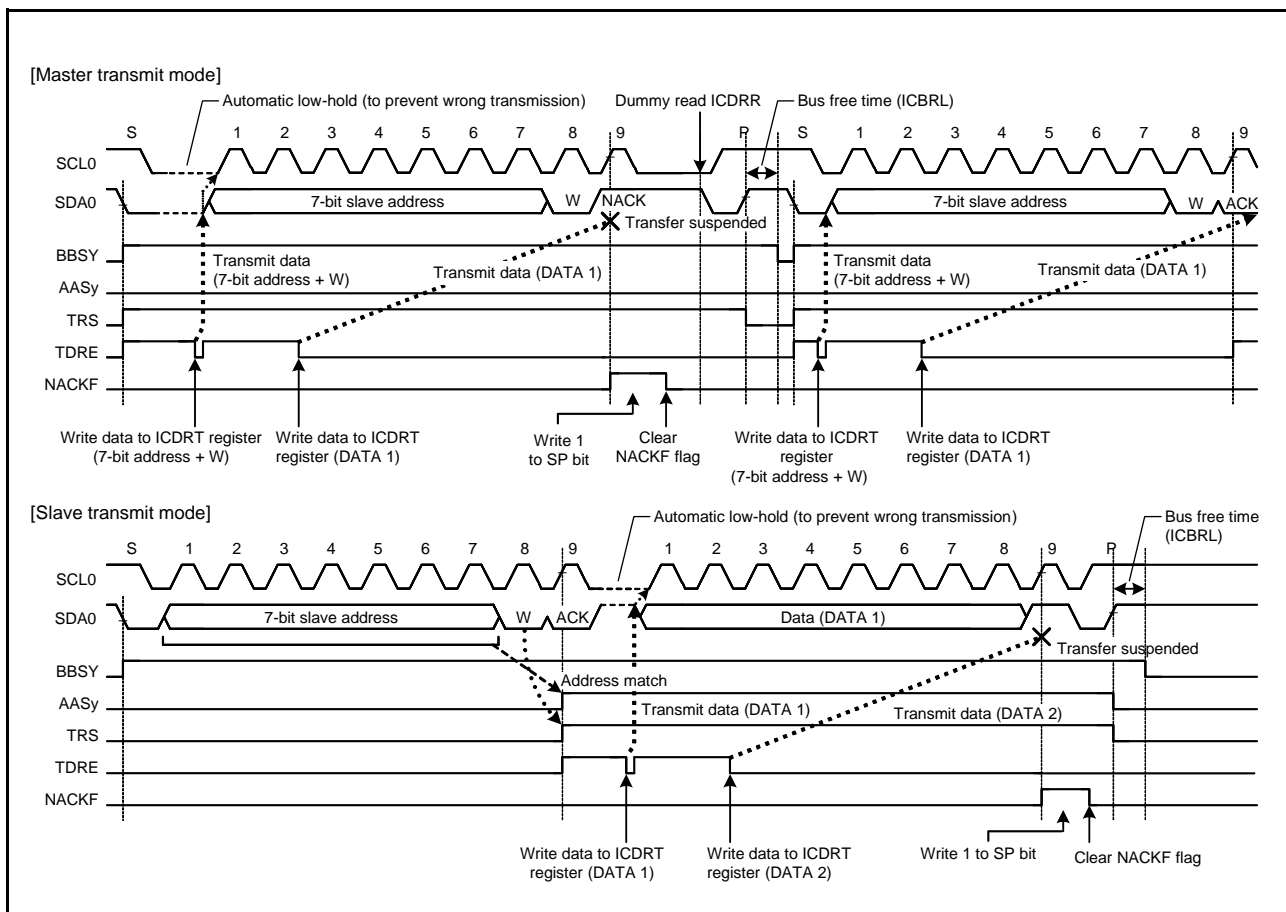 [Master transmit mode]
Automatic low-hold (to prevent wrong transmission)
Dummy read ICDRR
Bus free time (ICBRL)
S 1 2 3 4 5 6 7 8 9 P S 1 2 3 4 5 6 7 8 9
SCL0
SDA0 7-bit slave address W NACK 7-bit slave address W ACK
Transfer suspended
BBSY
Transmit data
(7-bit address + W)
Transmit data (DATA 1)
Transmit data
(7-bit address + W)
Transmit data (DATA 1)
AASy
TRS
TDRE
NACKF
Write data to ICDRT register
(7-bit address + W)
Write data to ICDRT
register (DATA 1)
Write 1
to SP bit
Clear
NACKF flag
Write data to ICDRT
register
(7-bit address + W)
Write data to ICDRT
register (DATA 1)
[Slave transmit mode]
Automatic low-hold (to prevent wrong transmission)
Bus free time
(ICBRL)
S 1 2 3 4 5 6 7 8 9 1 2 3 4 5 6 7 8 9 P
SCL0
SDA0 7-bit slave address W ACK Data (DATA 1)
Transfer suspended
BBSY
Address match
AASy
Transmit data (DATA 1)
Transmit data (DATA 2)
TRS
TDRE
NACKF
Write data to ICDRT
register (DATA 1)
Write data to ICDRT
register (DATA 2)
Write 1 to SP bit
Clear NACKF flag